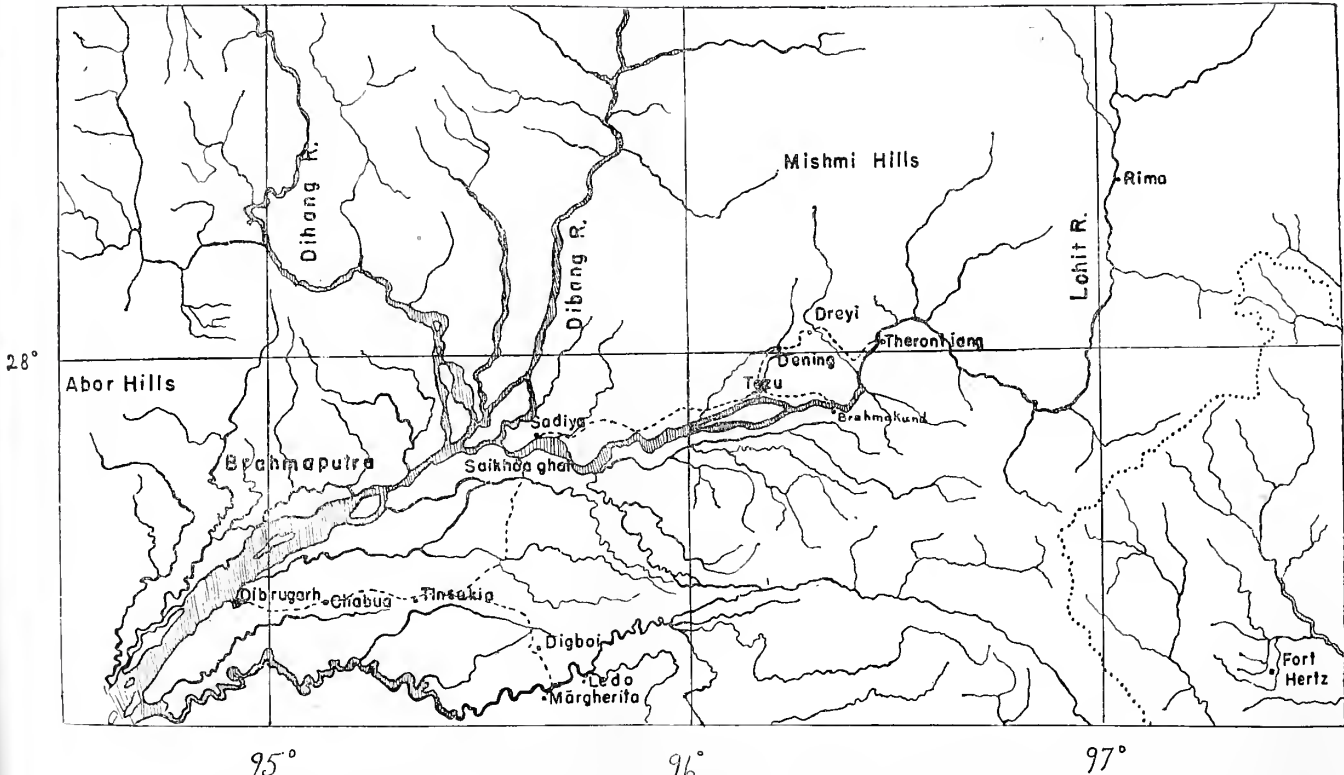 Dihang R.
Dibang R.
Mishmi Hills
Rima
Lohit R.
Dreyi
Therontiang
28°
Dening
Abor Hills
Tezu
Brahmakund
Sadiya
Brahmaputra
Saikhoa ghat
Dibrugarh
Chabua
Tinsukia
Digboi
Ledo
Margherita
Fort
Hertz
95°
96°
97°